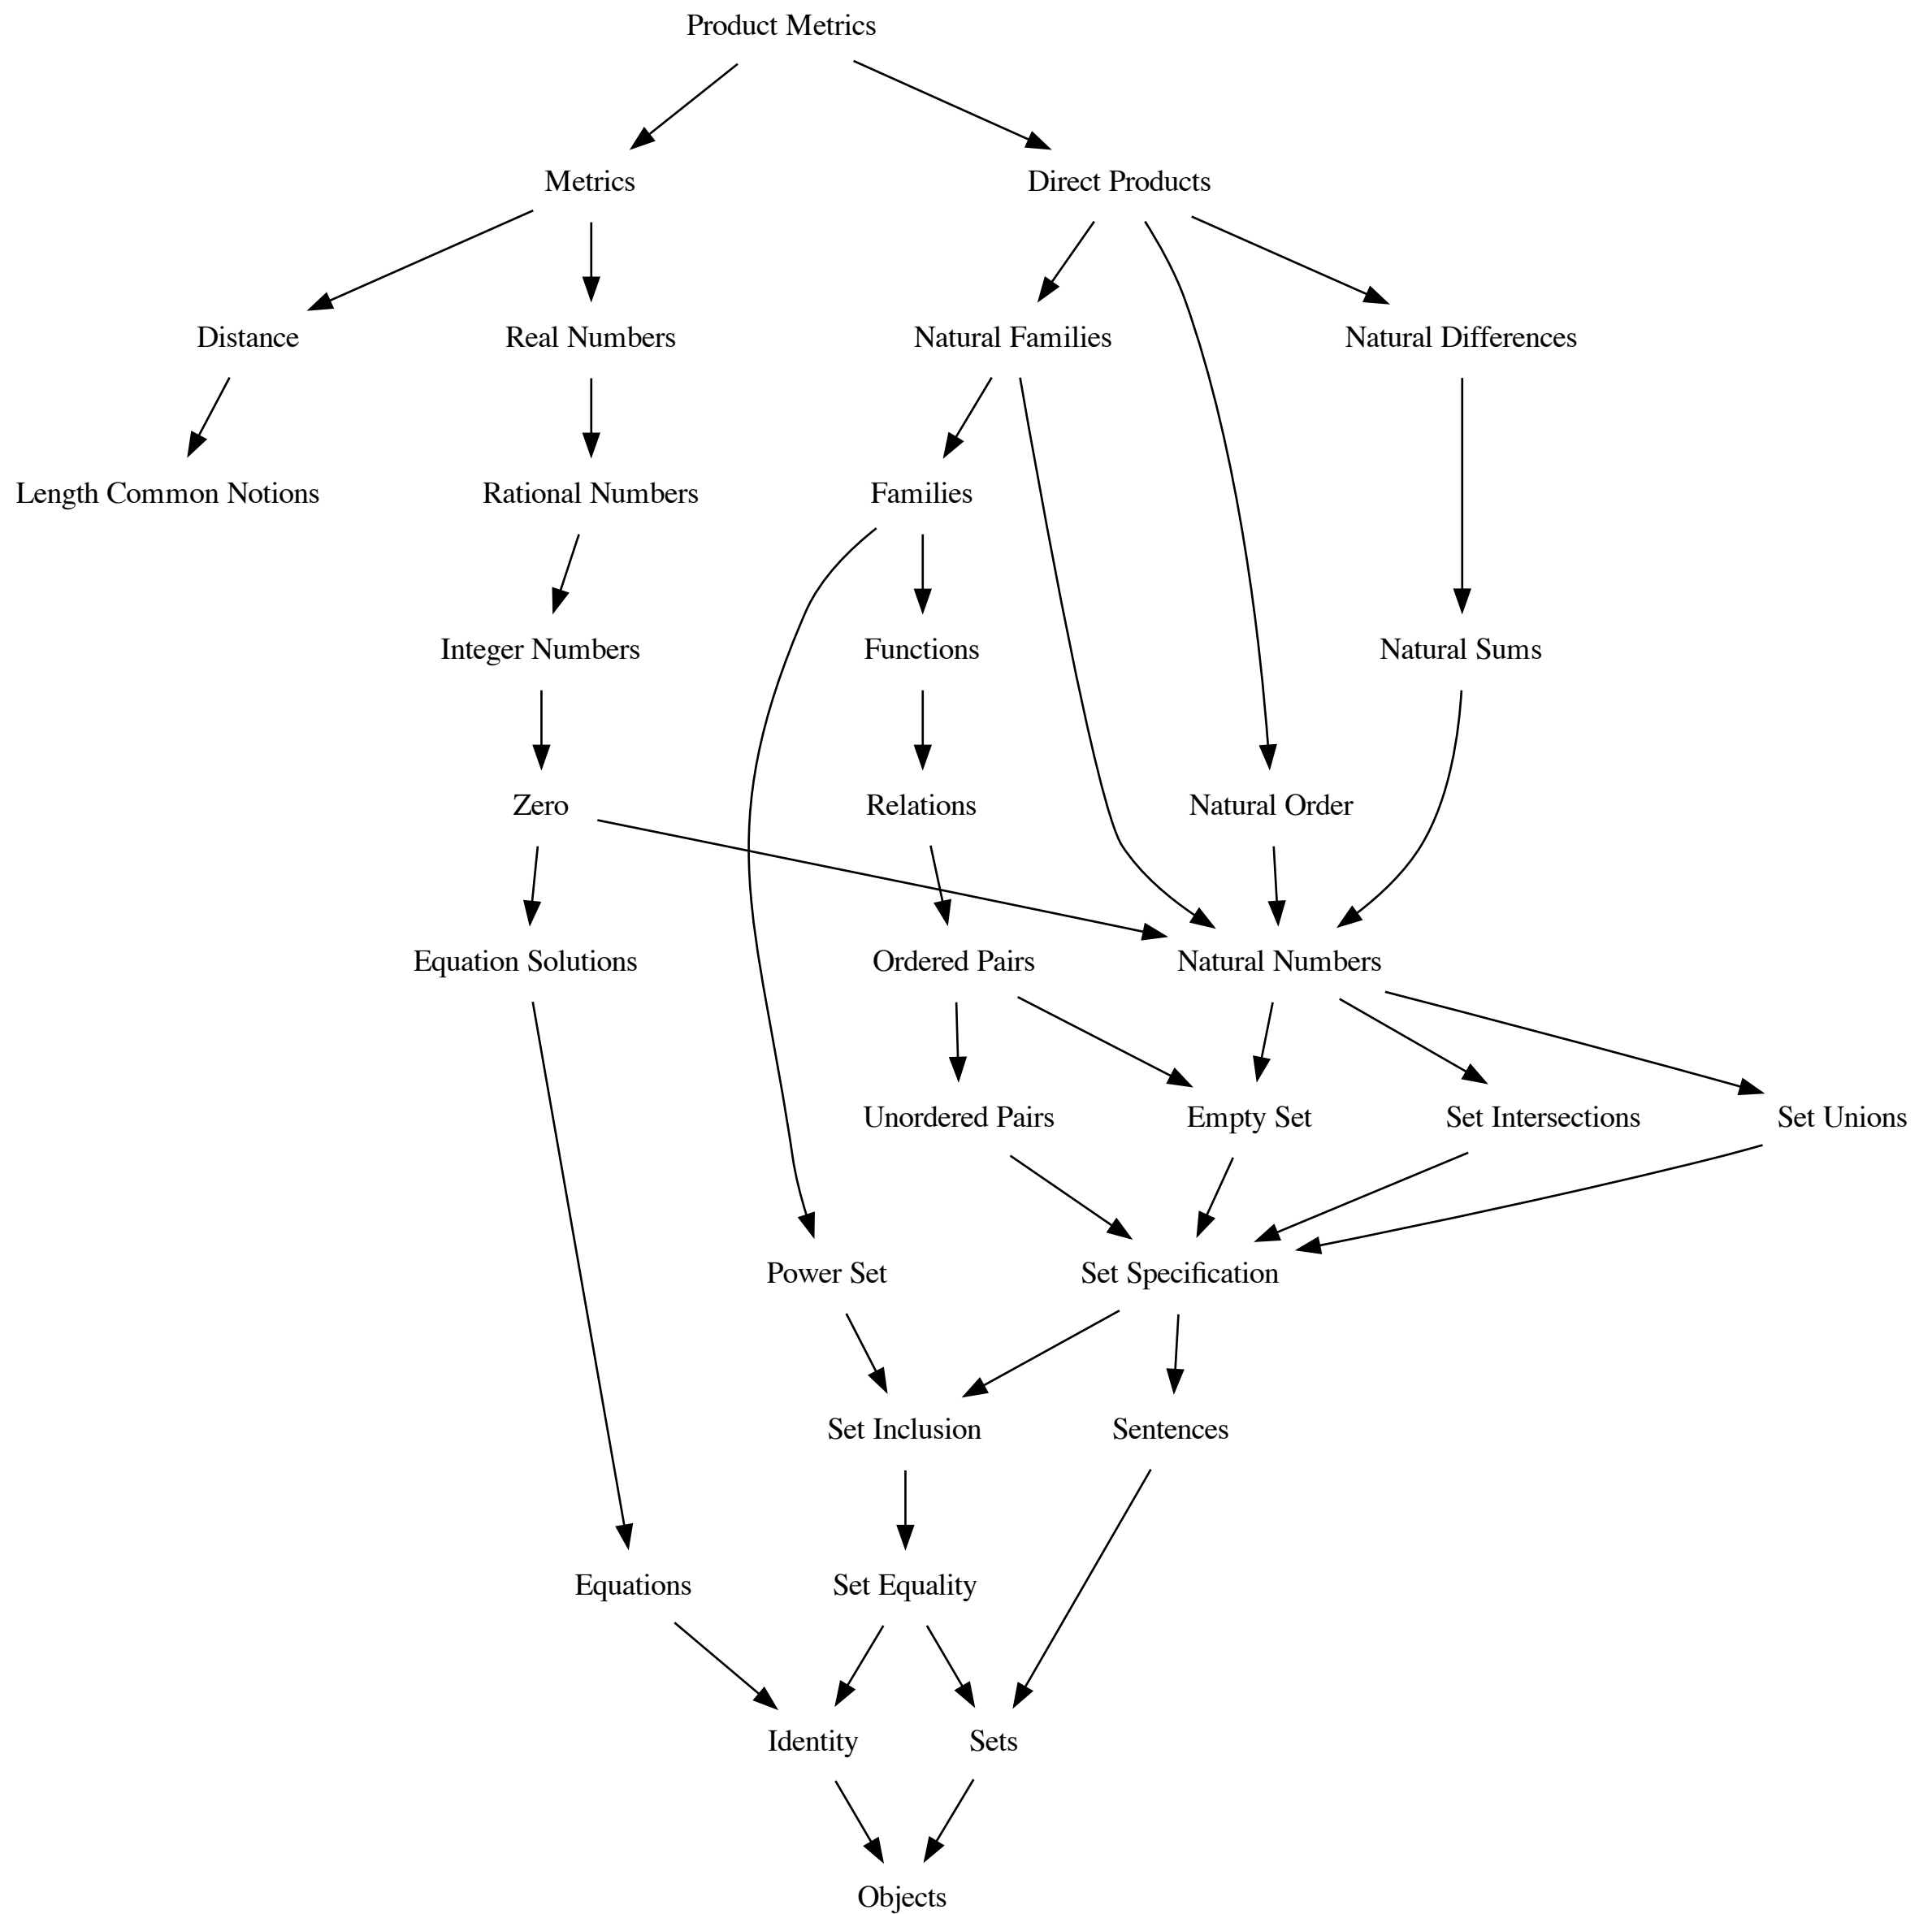 Product Metrics
Metrics
Direct Products
Distance
Real Numbers
Natural Families
Natural Differences
Length Common Notions
Rational Numbers
Families
Integer Numbers
Functions
Natural Sums
Zero
Relations
Natural Order
Equation Solutions
Ordered Pairs
Natural Numbers
Unordered Pairs
Empty Set
Set Intersections
Set Unions
Power Set
Set Specification
Set Inclusion
Sentences
Equations
Set Equality
Identity
Sets
Objects